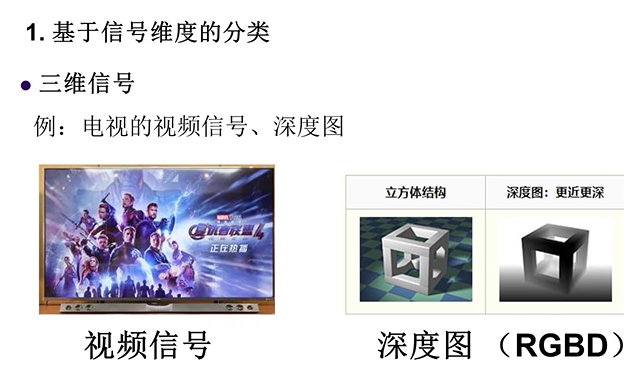 1. 基于信号维度的分类
● 三维信号
例：电视的视频信号、深度图
MARVEL STUDIOS
复仇者联盟4
正在热播
立方体结构 深度图：更近更深
视频信号
深度图（RGBD）